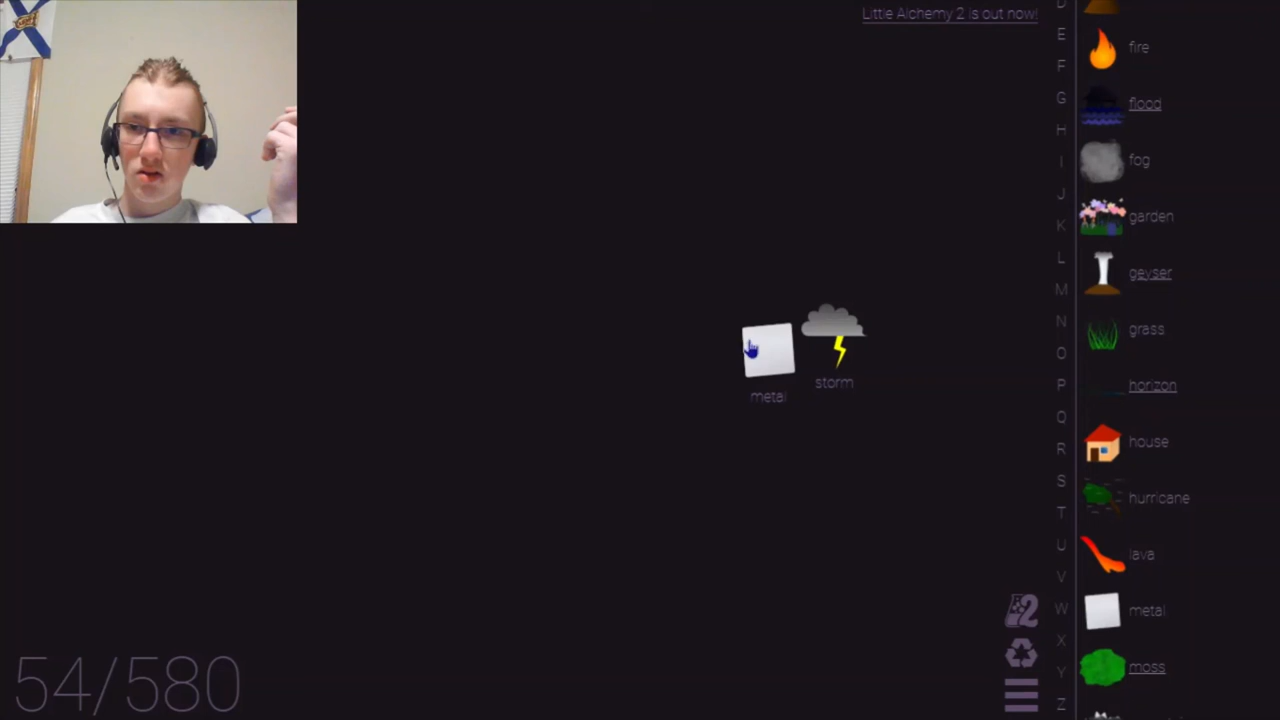 Little Alchemy 2 is out now!
D
E
F
G
H
I
J
K
L
M
N
O
P
Q
R
S
T
U
V
W
X
Y
Z
fire
flood
fog
garden
geyser
grass
horizon
house
hurricane
lava
metal
moss
metal
storm
2
54/580